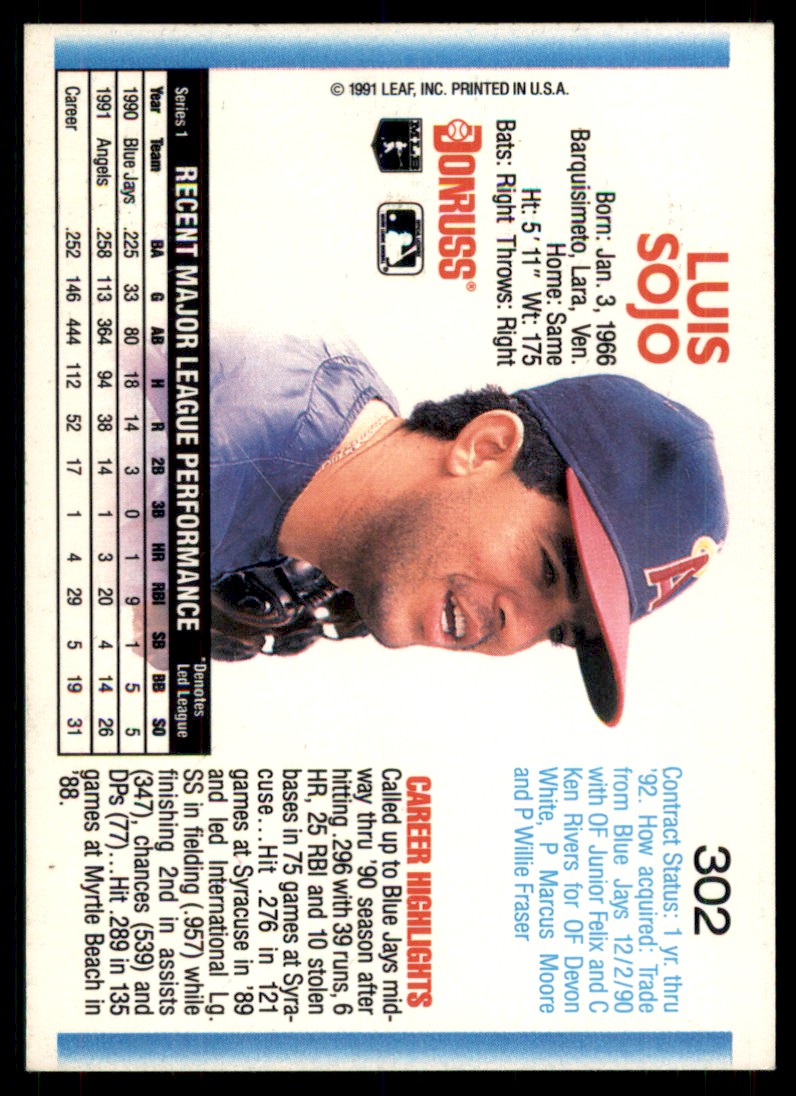 LUIS
SOJO
Born: Jan. 3, 1966
Barquisimeto, Lara, Ven.
Home: Same
Ht: 5' 11" Wt: 175
Bats: Right Throws: Right
DONRUSS®
MLB
© 1991 LEAF, INC. PRINTED IN U.S.A.
302
Contract Status: 1 yr. thru
'92. How acquired: Trade
from Blue Jays 12/2/90
with OF Junior Felix and C
Ken Rivers for OF Devon
White, P Marcus Moore
and P Willie Fraser
A
CAREER HIGHLIGHTS
Called up to Blue Jays mid-
way thru '90 season after
hitting .296 with 39 runs, 6
HR, 25 RBI and 10 stolen
bases in 75 games at Syra-
cuse...Hit .276 in 121
games at Syracuse in '89
and led International Lg.
SS in fielding (.957) while
finishing 2nd in assists
(347), chances (539) and
DPs (77)...Hit .289 in 135
games at Myrtle Beach in
'88.
Series 1 RECENT MAJOR LEAGUE PERFORMANCE *Denotes
Led League
Year Team BA G AB H R 2B 3B HR RBI SB BB SO
1990 Blue Jays .225 33 80 18 14 3 0 1 9 1 5 5
1991 Angels .258 113 364 94 38 14 1 3 20 4 14 26
Career .252 146 444 112 52 17 1 4 29 5 19 31